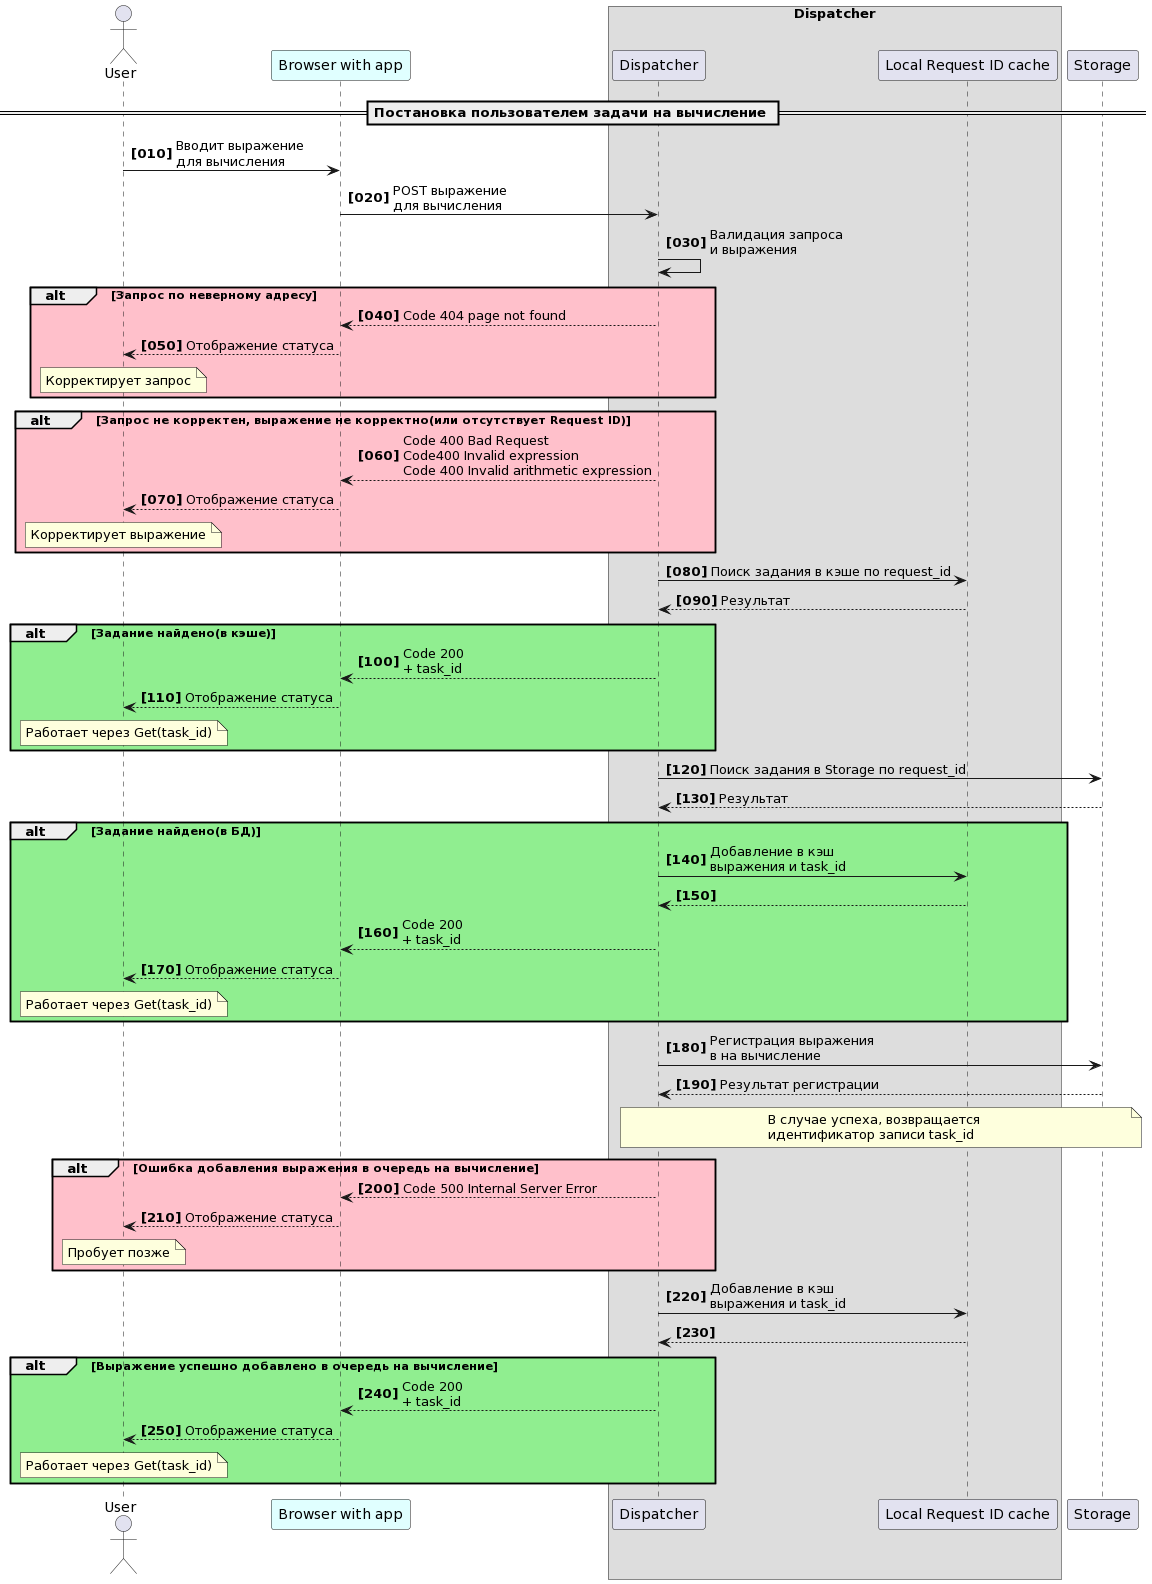 Dispatcher
User
Browser with app
Dispatcher
Local Request ID cache
Storage
Постановка пользователем задачи на вычисление
[010] Вводит выражение
для вычисления
[020] POST выражение
для вычисления
[030] Валидация запроса
и выражения
alt [Запрос по неверному адресу]
[040] Code 404 page not found
[050] Отображение статуса
Корректирует запрос
alt [Запрос не корректен, выражение не корректно(или отсутствует Request ID)]
Code 400 Bad Request
[060] Code400 Invalid expression
Code 400 Invalid arithmetic expression
[070] Отображение статуса
Корректирует выражение
[080] Поиск задания в кэше по request_id
[090] Результат
alt [Задание найдено(в кэше)]
[100] Code 200
+ task_id
[110] Отображение статуса
Работает через Get(task_id)
[120] Поиск задания в Storage по request_id
[130] Результат
alt [Задание найдено(в БД)]
[140] Добавление в кэш
выражения и task_id
[150]
[160] Code 200
+ task_id
[170] Отображение статуса
Работает через Get(task_id)
[180] Регистрация выражения
в на вычисление
[190] Результат регистрации
В случае успеха, возвращается
идентификатор записи task_id
alt [Ошибка добавления выражения в очередь на вычисление]
[200] Code 500 Internal Server Error
[210] Отображение статуса
Пробует позже
[220] Добавление в кэш
выражения и task_id
[230]
alt [Выражение успешно добавлено в очередь на вычисление]
[240] Code 200
+ task_id
[250] Отображение статуса
Работает через Get(task_id)
User
Browser with app
Dispatcher
Local Request ID cache
Storage